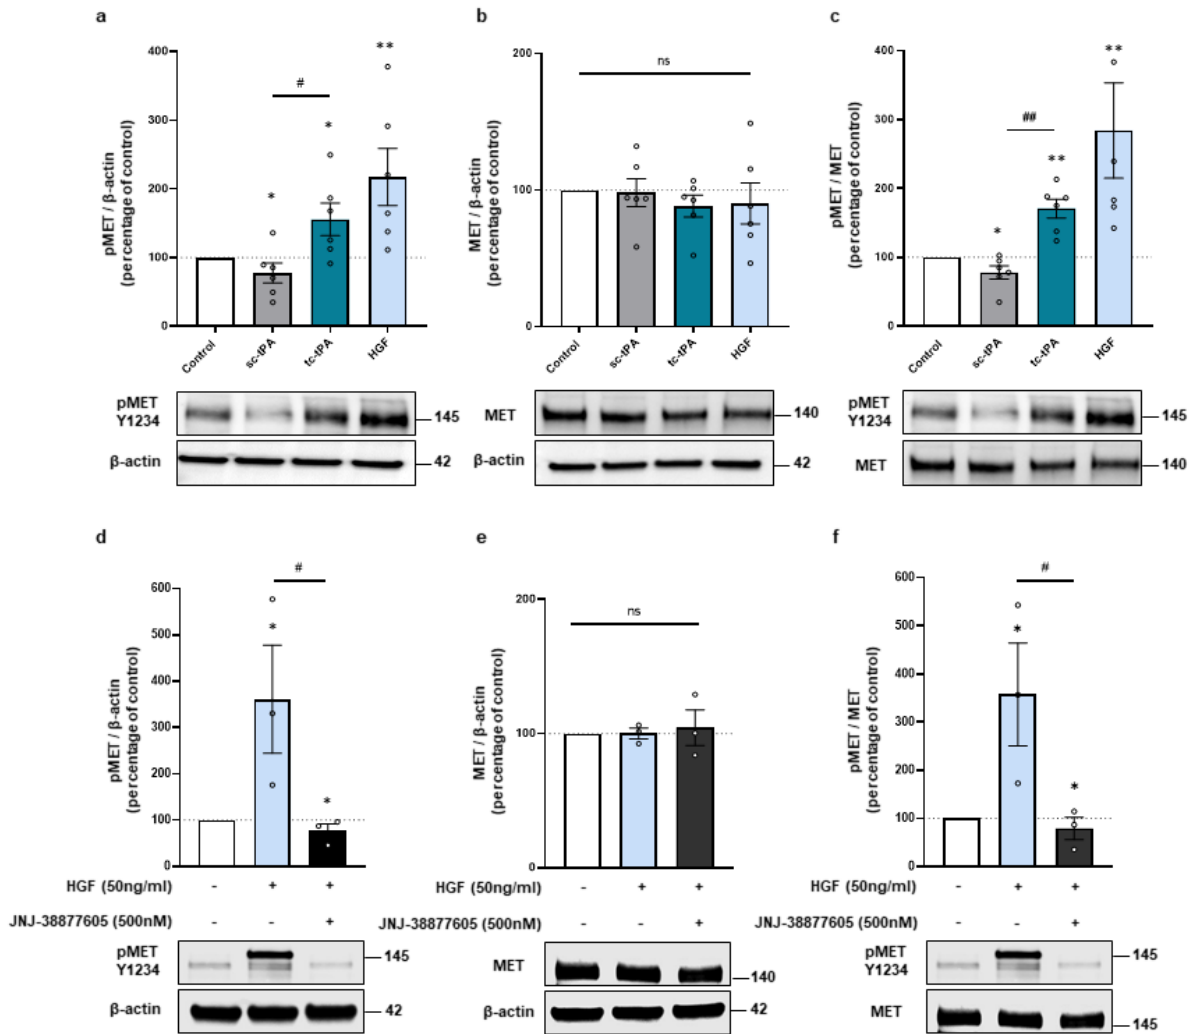 a
b
c
pMET / β-actin
(percentage of control)
400
300
200
100
0
#
*
*
**
Control
sc-tPA
tc-tPA
HGF
MET / β-actin
(percentage of control)
200
100
0
ns
Control
sc-tPA
tc-tPA
HGF
pMET / MET
(percentage of control)
400
300
200
100
0
##
*
**
**
Control
sc-tPA
tc-tPA
HGF
pMET
Y1234
145
β-actin
42
MET
140
β-actin
42
pMET
Y1234
145
MET
140
d
e
f
pMET / β-actin
(percentage of control)
600
500
400
300
200
100
0
#
*
*
HGF (50ng/ml) - + +
JNJ-38877605 (500nM) - - +
pMET
Y1234
145
β-actin
42
MET / β-actin
(percentage of control)
200
100
0
ns
HGF (50ng/ml) - + +
JNJ-38877605 (500nM) - - +
MET
140
β-actin
42
pMET / MET
(percentage of control)
600
500
400
300
200
100
0
#
*
*
HGF (50ng/ml) - + +
JNJ-38877605 (500nM) - - +
pMET
Y1234
145
MET
145